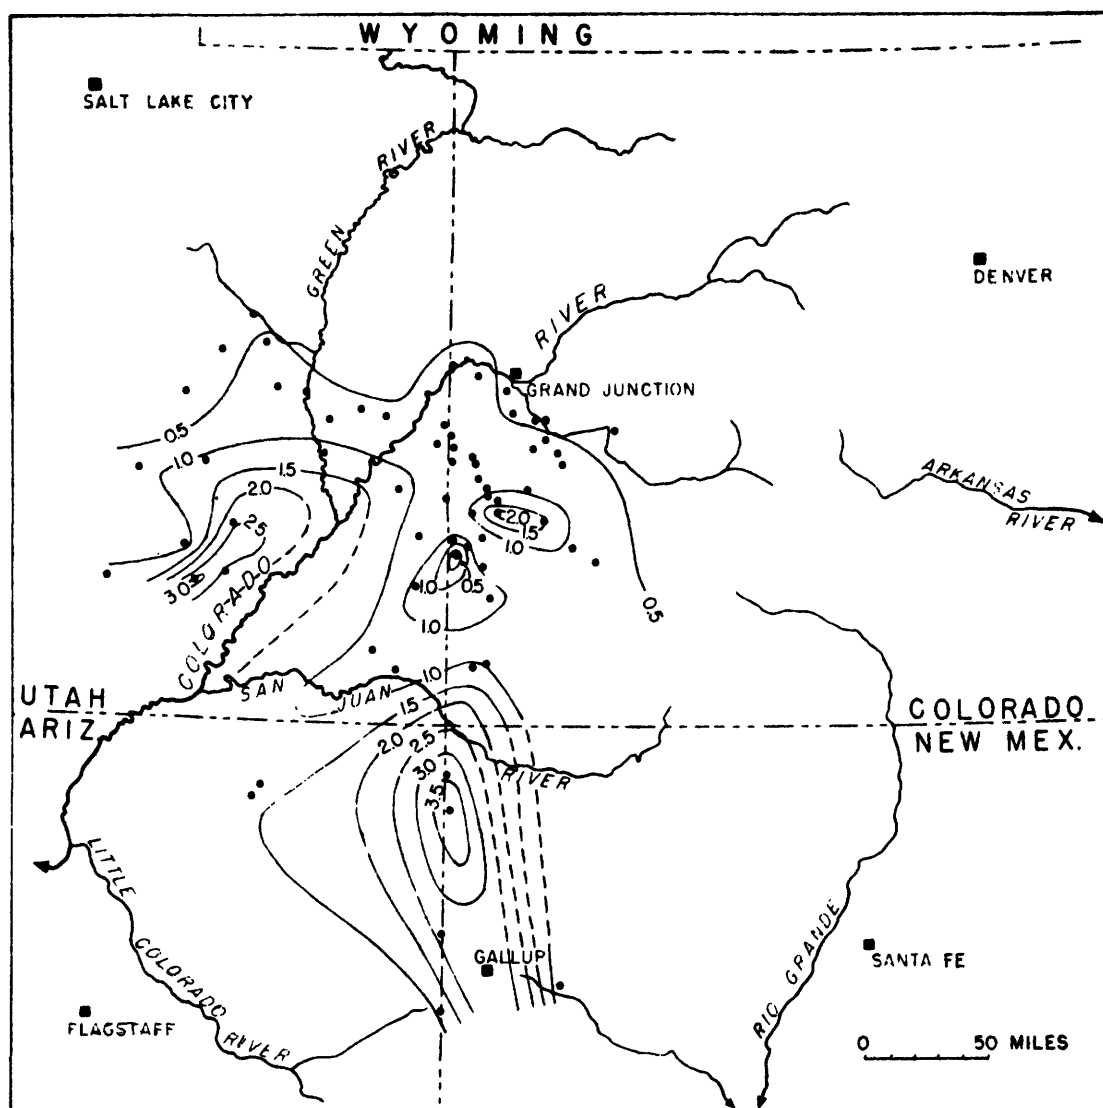 WYOMING
SALT LAKE CITY
RIVER
GREEN
DENVER
RIVER
GRAND JUNCTION
0.5
1.0
1.5
2.0
2.5
3.0
ARKANSAS
RIVER
2.0
1.5
1.0
1.0
0.5
1.0
0.5
COLORADO
SAN JUAN
1.0
1.5
2.0
2.5
3.0
3.5
RIVER
UTAH
ARIZ.
COLORADO
NEW MEX.
LITTLE
COLORADO
RIVER
GALLUP
RIO GRANDE
SANTA FE
FLAGSTAFF
0 50 MILES